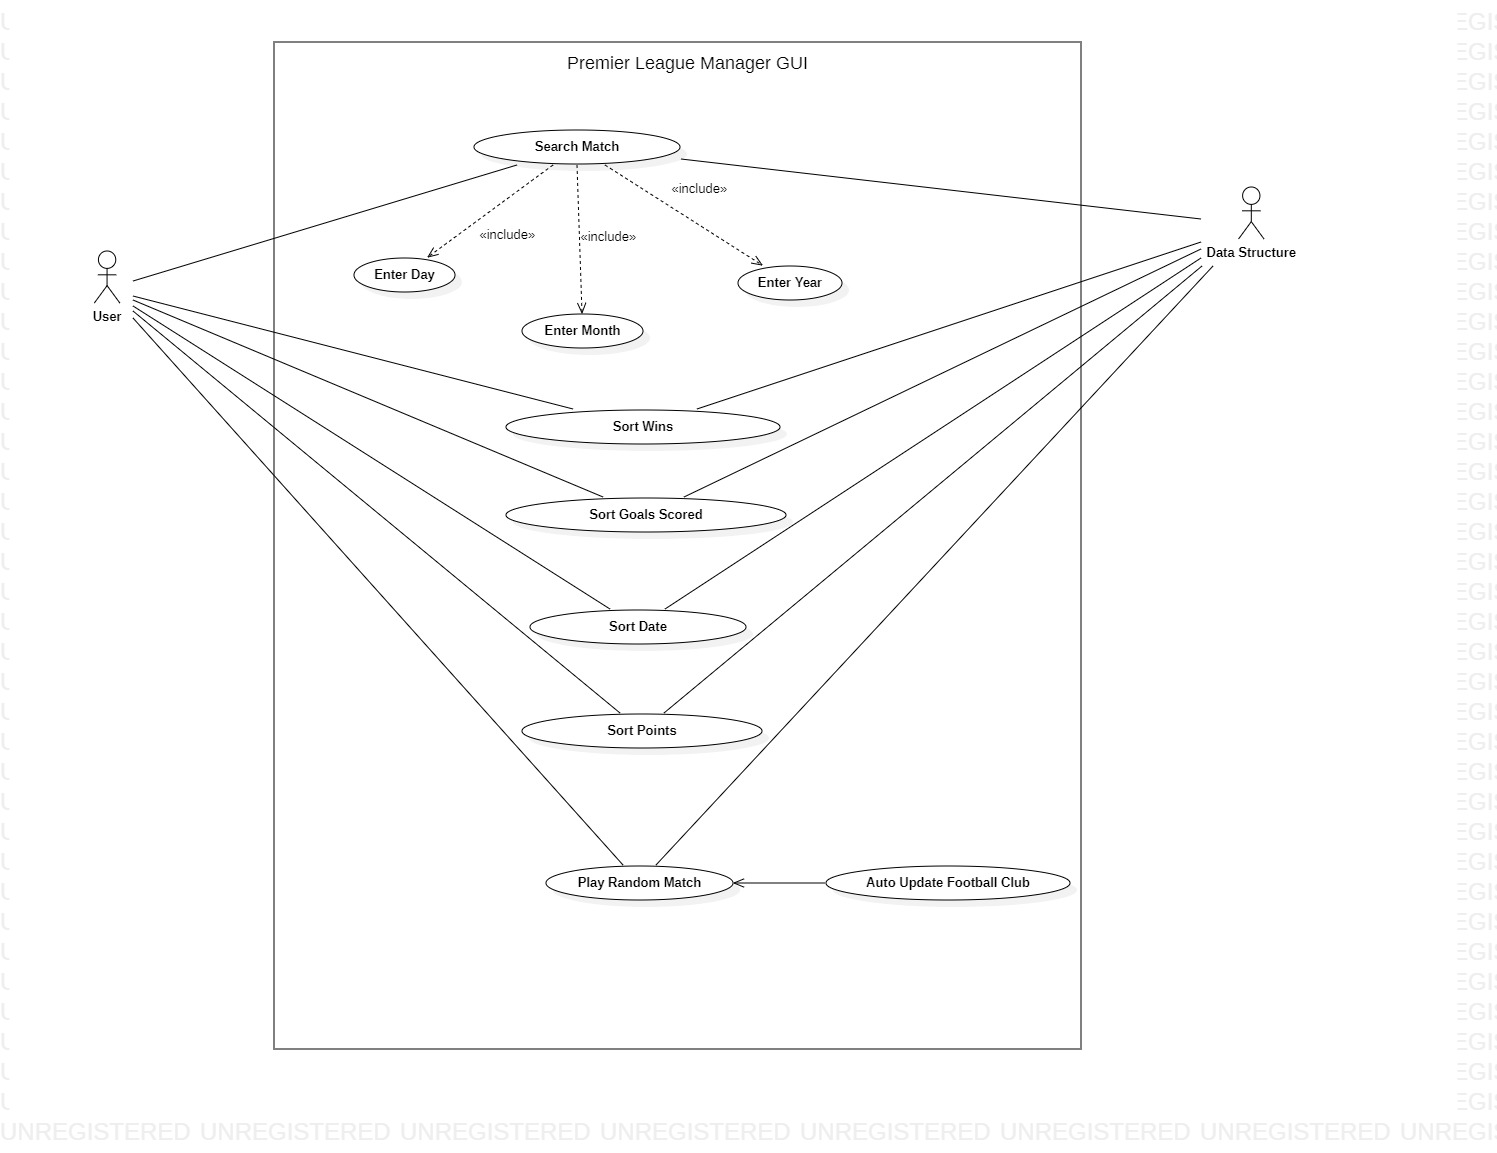 Premier League Manager GUI
Search Match
«include»
«include»
«include»
Enter Day
Enter Year
Enter Month
User
Data Structure
Sort Wins
Sort Goals Scored
Sort Date
Sort Points
Play Random Match
Auto Update Football Club
UNREGISTERED UNREGISTERED UNREGISTERED UNREGISTERED UNREGISTERED UNREGISTERED UNREGISTERED